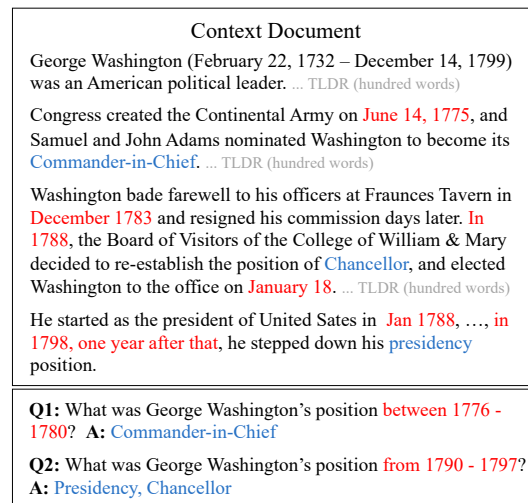 Context Document
George Washington (February 22, 1732 – December 14, 1799)
was an American political leader. ... TLDR (hundred words)
Congress created the Continental Army on June 14, 1775, and
Samuel and John Adams nominated Washington to become its
Commander-in-Chief. ... TLDR (hundred words)
Washington bade farewell to his officers at Fraunces Tavern in
December 1783 and resigned his commission days later. In
1788, the Board of Visitors of the College of William & Mary
decided to re-establish the position of Chancellor, and elected
Washington to the office on January 18. ... TLDR (hundred words)
He started as the president of United Sates in Jan 1788, …, in
1798, one year after that, he stepped down his presidency
position.
Q1: What was George Washington's position between 1776 -
1780? A: Commander-in-Chief
Q2: What was George Washington's position from 1790 - 1797?
A: Presidency, Chancellor